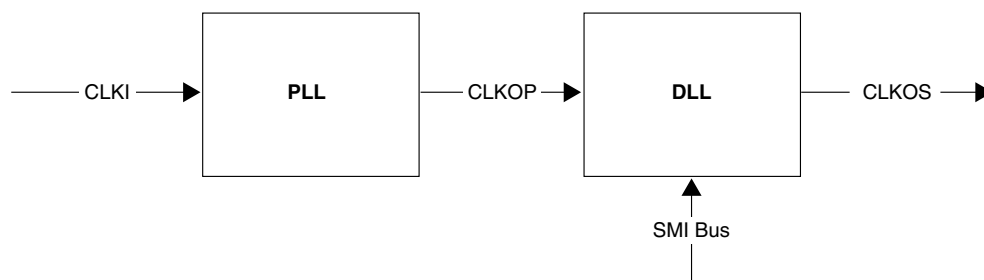 CLKI
PLL
CLKOP
DLL
CLKOS
SMI Bus